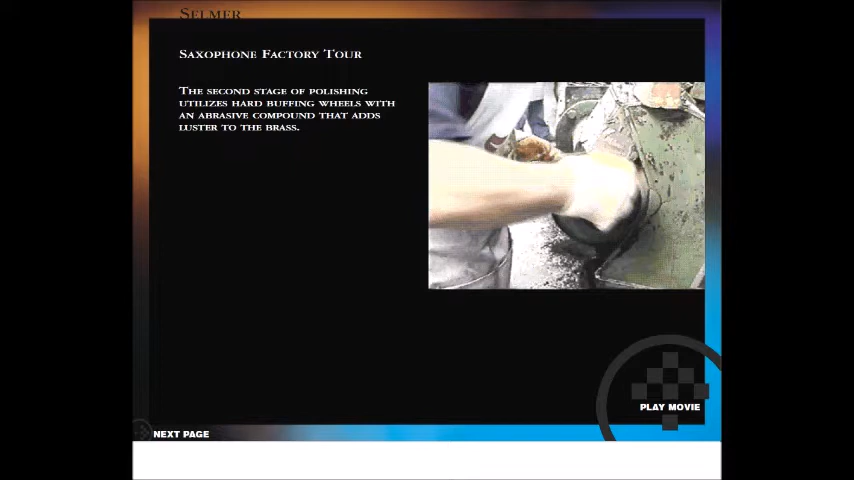 SELMER
SAXOPHONE FACTORY TOUR
THE SECOND STAGE OF POLISHING
UTILIZES HARD BUFFING WHEELS WITH
AN ABRASIVE COMPOUND THAT ADDS
LUSTER TO THE BRASS.
PLAY MOVIE
NEXT PAGE